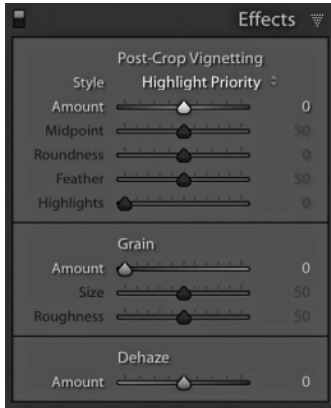 Effects
Post-Crop Vignetting
Style Highlight Priority
Amount 0
Midpoint 50
Roundness 0
Feather 50
Highlights 0
Grain
Amount 0
Size 50
Roughness 50
Dehaze
Amount 0